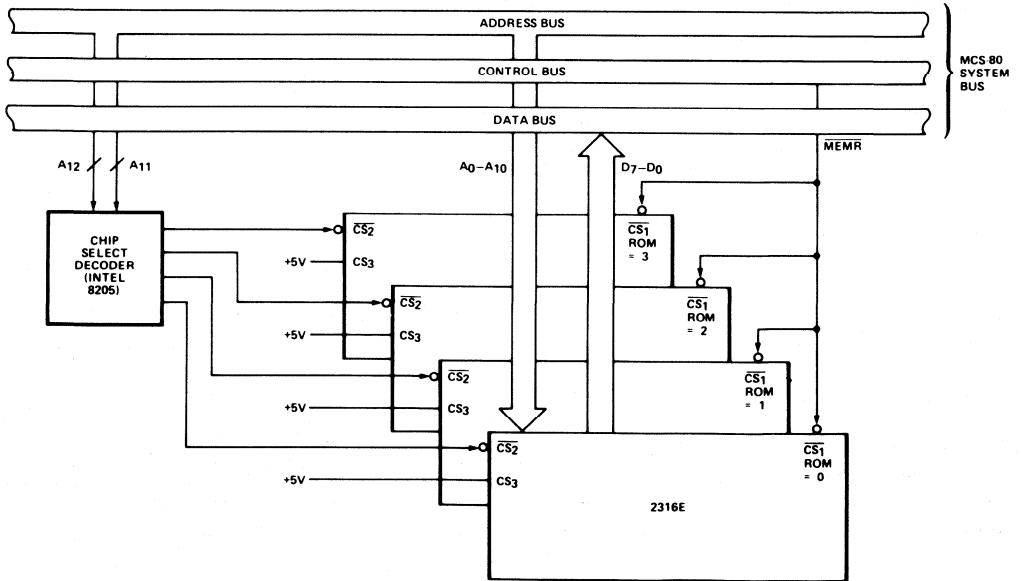 ADDRESS BUS
CONTROL BUS
DATA BUS
MCS-80
SYSTEM
BUS
A12
A11
A0–A10
D7–D0
MEMR
CHIP
SELECT
DECODER
(INTEL
8205)
CS2
+5V
CS3
CS1
ROM
= 3
CS2
+5V
CS3
CS1
ROM
= 2
CS2
+5V
CS3
CS1
ROM
= 1
CS2
+5V
CS3
CS1
ROM
= 0
2316E